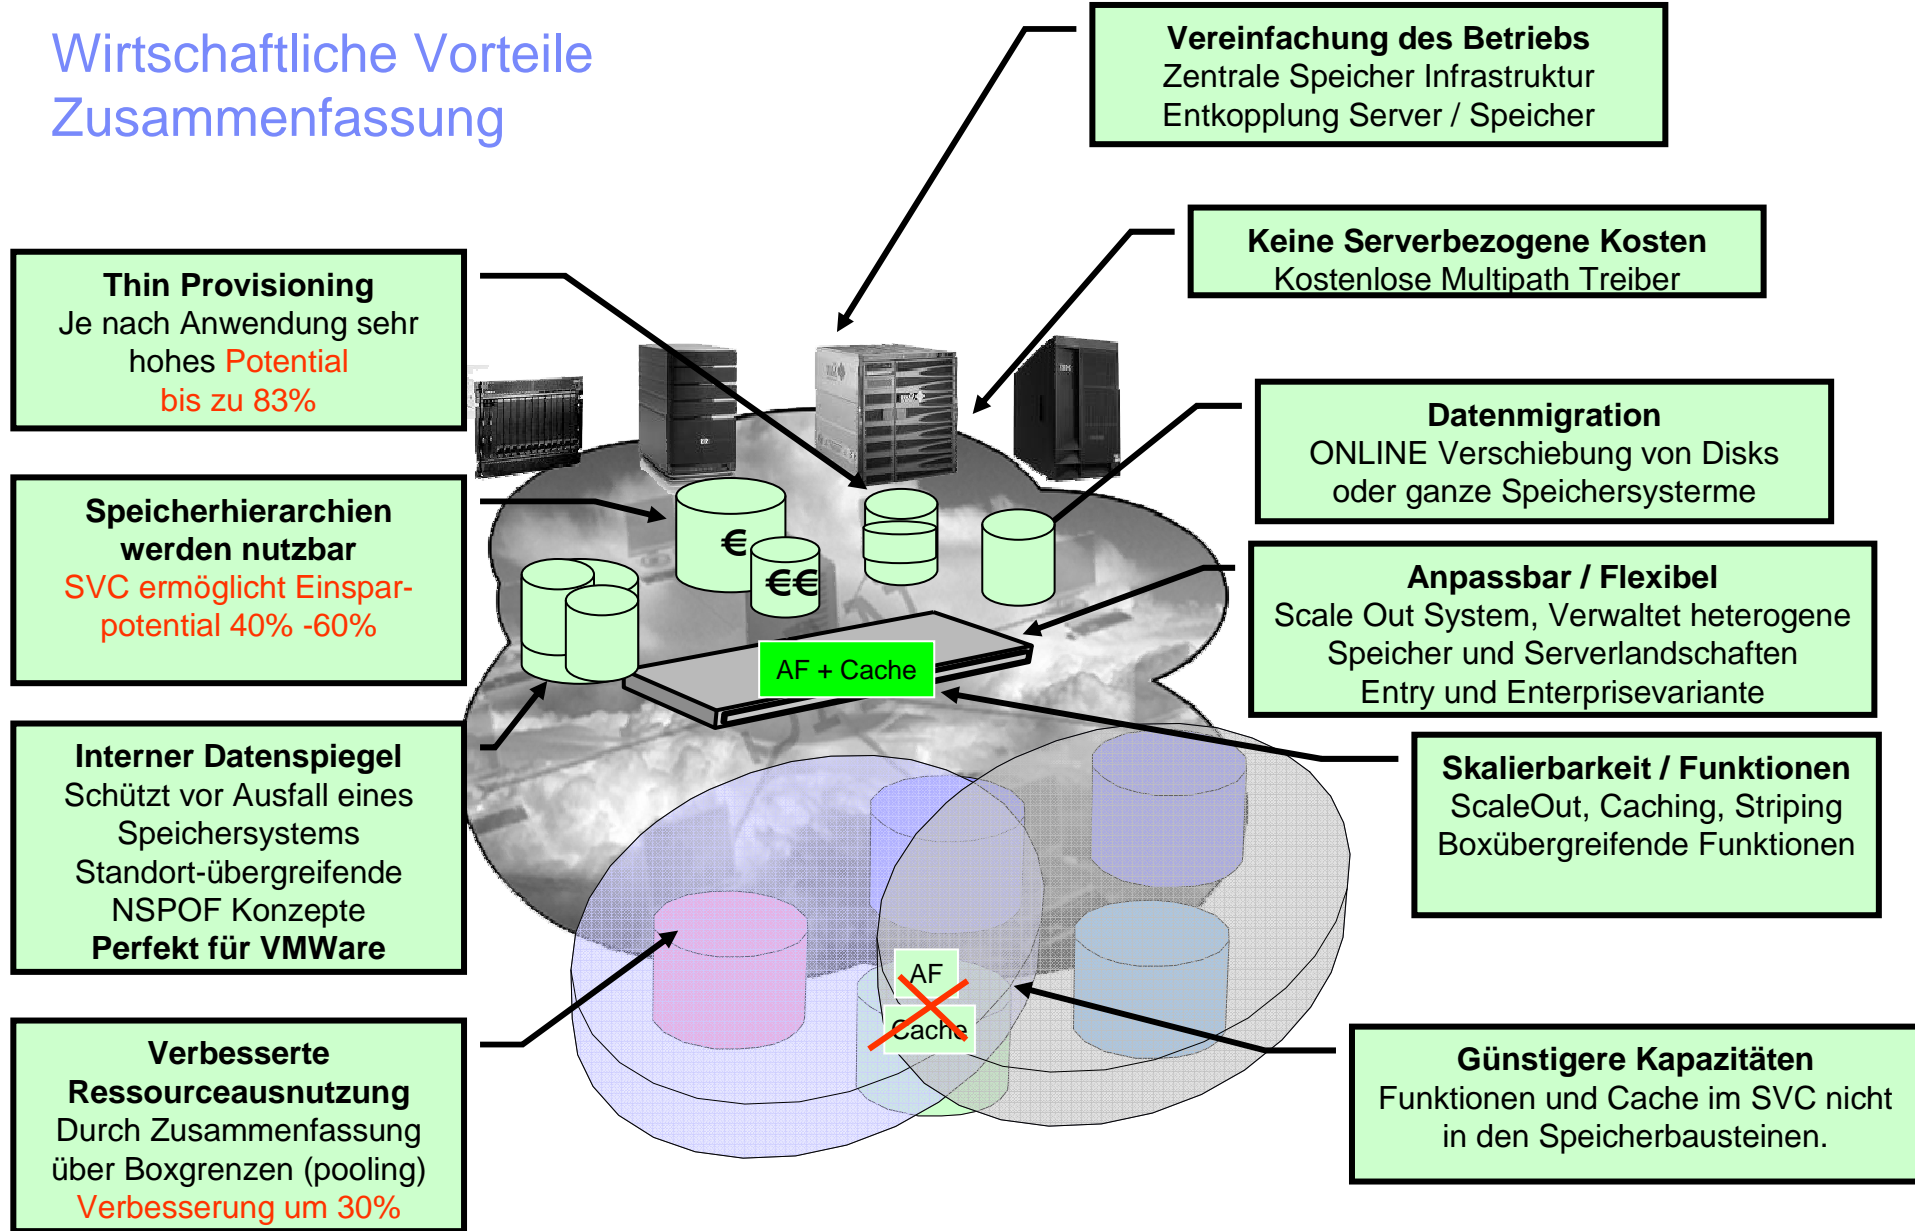 Wirtschaftliche Vorteile
Zusammenfassung
Vereinfachung des Betriebs
Zentrale Speicher Infrastruktur
Entkopplung Server / Speicher
Keine Serverbezogene Kosten
Kostenlose Multipath Treiber
Thin Provisioning
Je nach Anwendung sehr
hohes Potential
bis zu 83%
Datenmigration
ONLINE Verschiebung von Disks
oder ganze Speichersysterme
Speicherhierarchien
werden nutzbar
SVC ermöglicht Einspar-
potential 40% -60%
€
€€
Anpassbar / Flexibel
Scale Out System, Verwaltet heterogene
Speicher und Serverlandschaften
Entry und Enterprisevariante
AF + Cache
Interner Datenspiegel
Schützt vor Ausfall eines
Speichersystems
Standort-übergreifende
NSPOF Konzepte
Perfekt für VMWare
Skalierbarkeit / Funktionen
ScaleOut, Caching, Striping
Boxübergreifende Funktionen
AF
Cache
Verbesserte
Ressourceausnutzung
Durch Zusammenfassung
über Boxgrenzen (pooling)
Verbesserung um 30%
Günstigere Kapazitäten
Funktionen und Cache im SVC nicht
in den Speicherbausteinen.